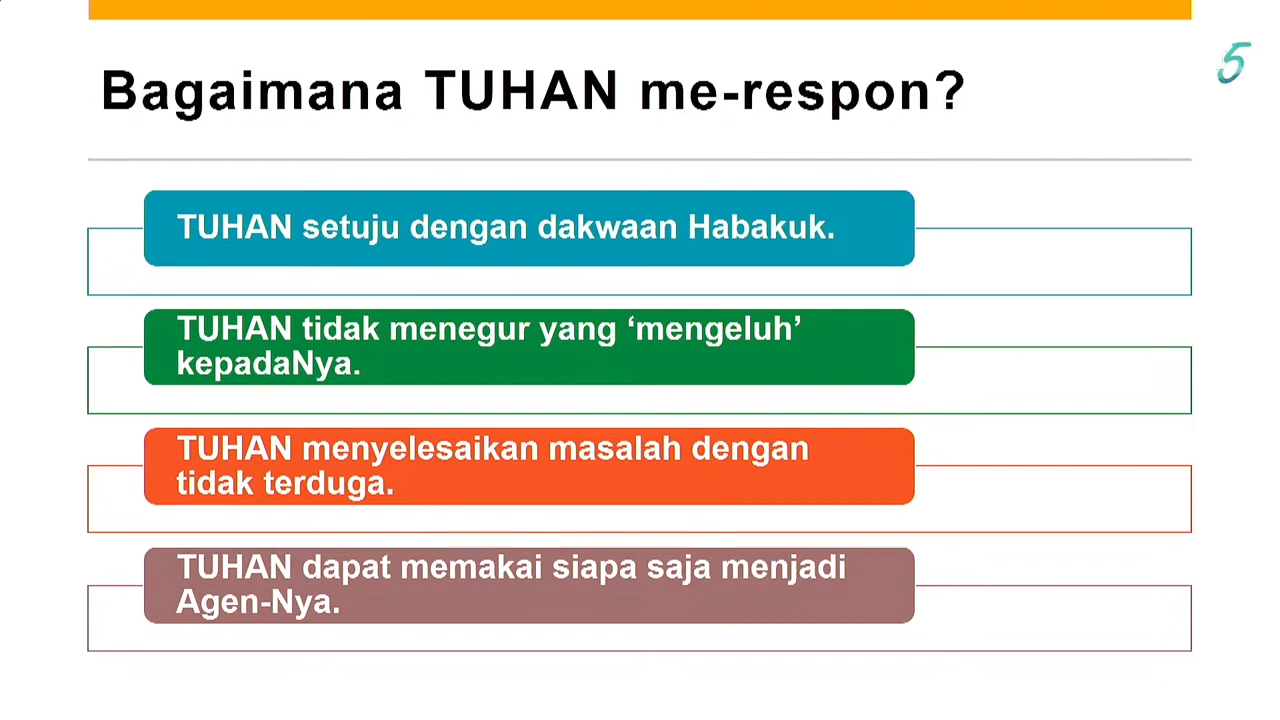 Bagaimana TUHAN me-respon?
5
TUHAN setuju dengan dakwaan Habakuk.
TUHAN tidak menegur yang ‘mengeluh’
kepadaNya.
TUHAN menyelesaikan masalah dengan
tidak terduga.
TUHAN dapat memakai siapa saja menjadi
Agen-Nya.